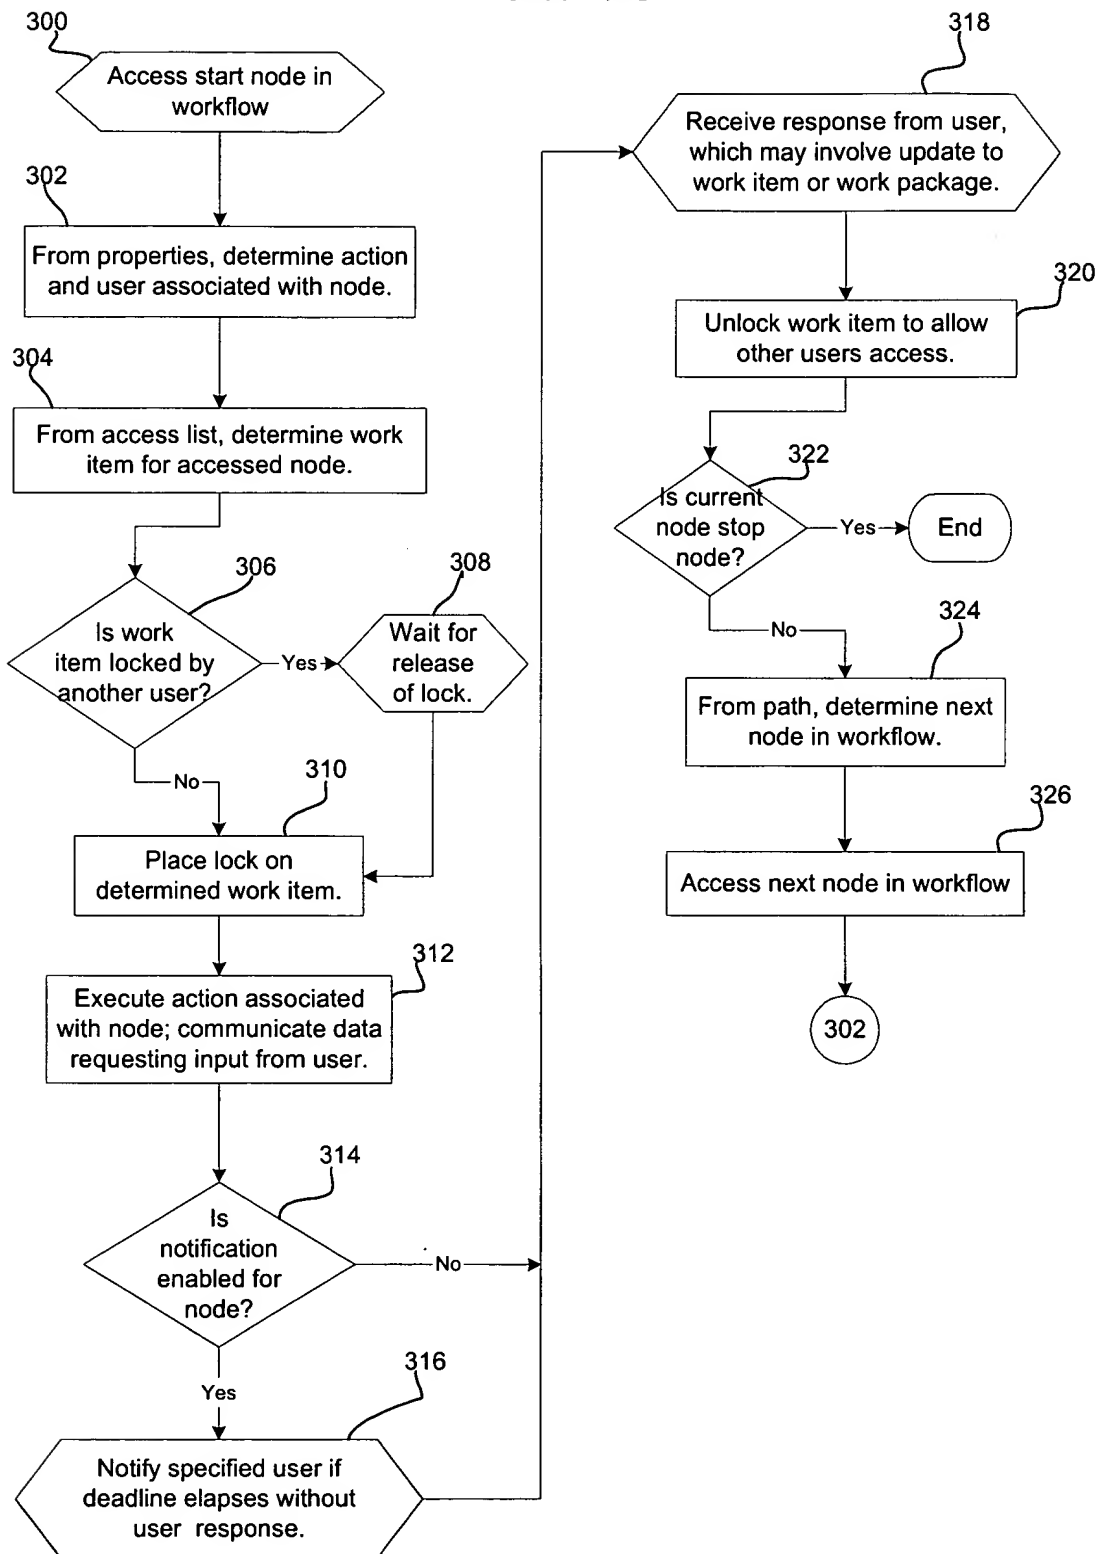 300
Access start node in
workflow
302
From properties, determine action
and user associated with node.
304
From access list, determine work
item for accessed node.
306
Is work
item locked by
another user?
Yes
308
Wait for
release
of lock.
No
310
Place lock on
determined work item.
312
Execute action associated
with node; communicate data
requesting input from user.
314
Is
notification
enabled for
node?
No
Yes
316
Notify specified user if
deadline elapses without
user response.
318
Receive response from user,
which may involve update to
work item or work package.
320
Unlock work item to allow
other users access.
322
Is current
node stop
node?
Yes
End
No
324
From path, determine next
node in workflow.
326
Access next node in workflow
302